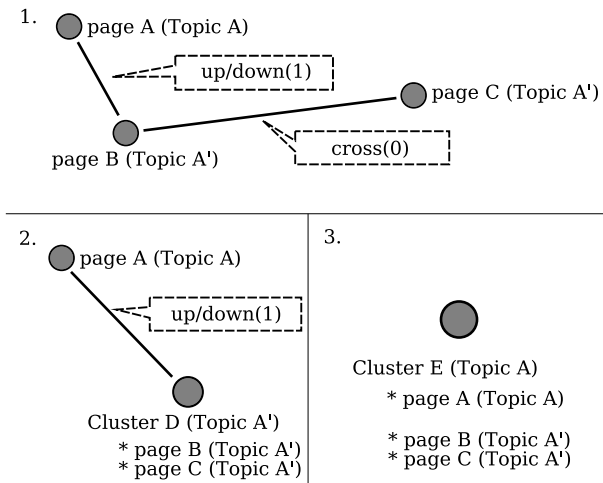 1.
page A (Topic A)
up/down(1)
page C (Topic A')
cross(0)
page B (Topic A')
2.
page A (Topic A)
up/down(1)
Cluster D (Topic A')
* page B (Topic A')
* page C (Topic A')
3.
Cluster E (Topic A)
* page A (Topic A)
* page B (Topic A')
* page C (Topic A')